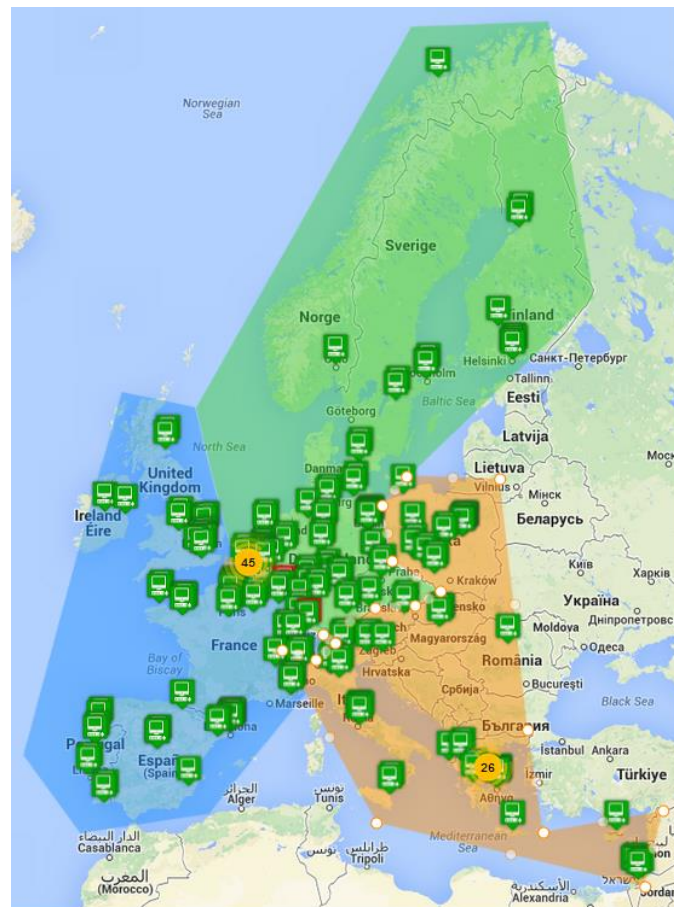 Norwegian
Sea
Sverige
Norge
Helsinki
Санкт-Петербург
Tallinn
Eesti
Baltic Sea
Göteborg
Latvija
North Sea
Lietuva
Vilnius
Мінск
Беларусь
United
Kingdom
Ireland
Éire
45
Praha
Kraków
Київ
Харків
Україна
Дніпропетровс
Moldova
Magyarország
France
Zagreb
Hrvatska
România
Одеса
Bay of
Biscay
Србија
București
Marseille
Black Sea
България
İstanbul
Ankara
España
(Spain)
26
İzmir
Türkiye
Αθήνα
الجزائر
Alger
تونس
Tunis
الدار البيضاء
Casablanca
Mediterranean
Sea
طرابلس
Tripoli
المغرب
(Morocco)
الإسكندرية
Alexandria